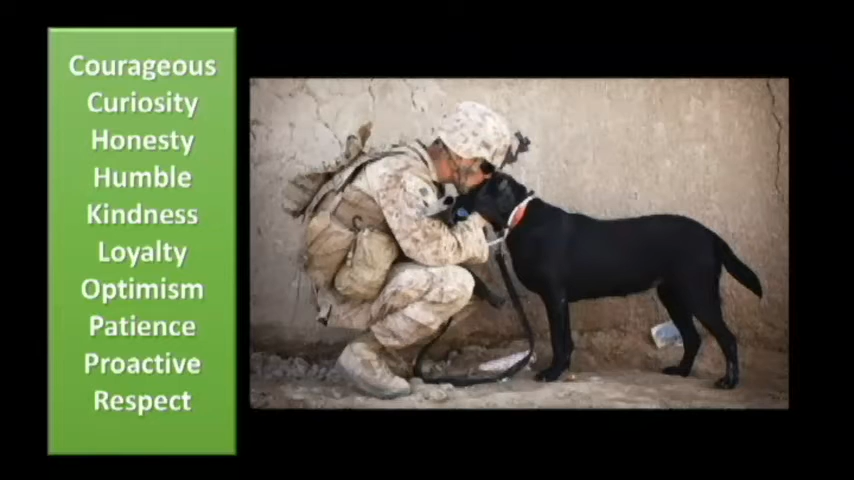 Courageous
Curiosity
Honesty
Humble
Kindness
Loyalty
Optimism
Patience
Proactive
Respect